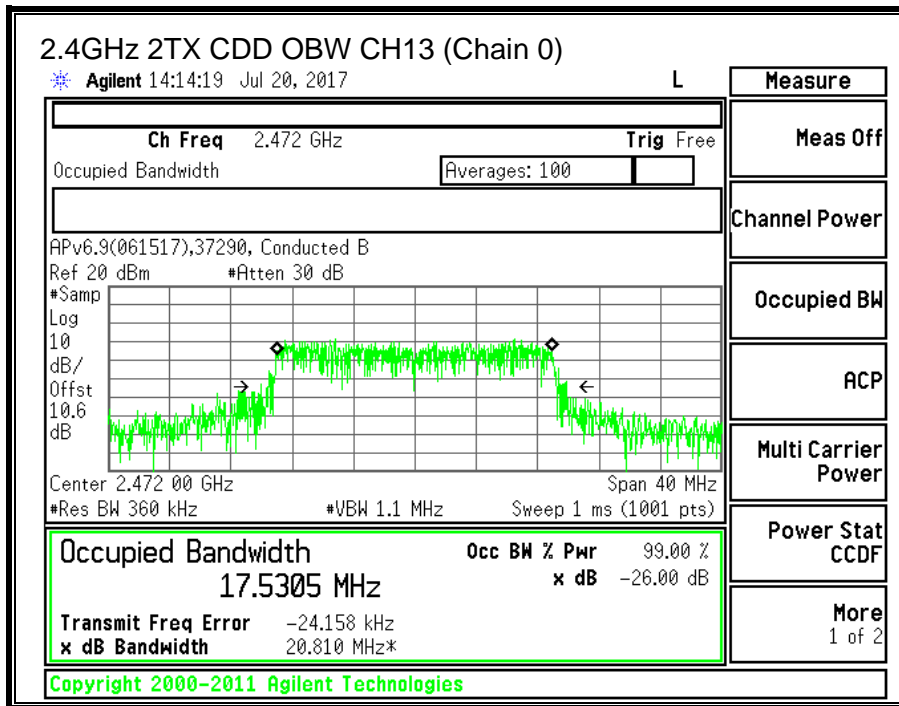 2.4GHz 2TX CDD OBW CH13 (Chain 0)
Agilent 14:14:19 Jul 20, 2017 L
Measure
Ch Freq 2.472 GHz Trig Free
Occupied Bandwidth Averages: 100
APv6.9(061517),37290, Conducted B
Ref 20 dBm #Atten 30 dB
#Samp
Log
10
dB/
Offst
10.6
dB
Center 2.472 00 GHz Span 40 MHz
#Res BW 360 kHz #VBW 1.1 MHz Sweep 1 ms (1001 pts)
Occupied Bandwidth Occ BW % Pwr 99.00 %
17.5305 MHz x dB -26.00 dB
Transmit Freq Error -24.158 kHz
x dB Bandwidth 20.810 MHz*
Copyright 2000-2011 Agilent Technologies
Meas Off
Channel Power
Occupied BW
ACP
Multi Carrier
Power
Power Stat
CCDF
More
1 of 2